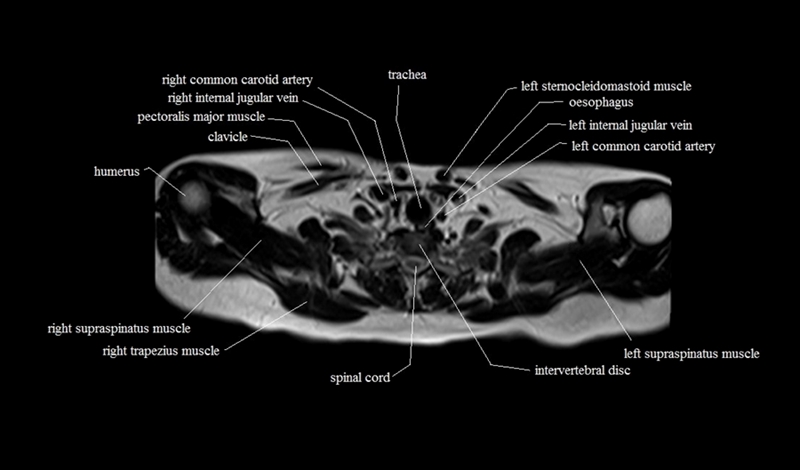 trachea
right common carotid artery
left sternocleidomastoid muscle
right internal jugular vein
oesophagus
pectoralis major muscle
left internal jugular vein
clavicle
left common carotid artery
humerus
right supraspinatus muscle
right trapezius muscle
left supraspinatus muscle
intervertebral disc
spinal cord